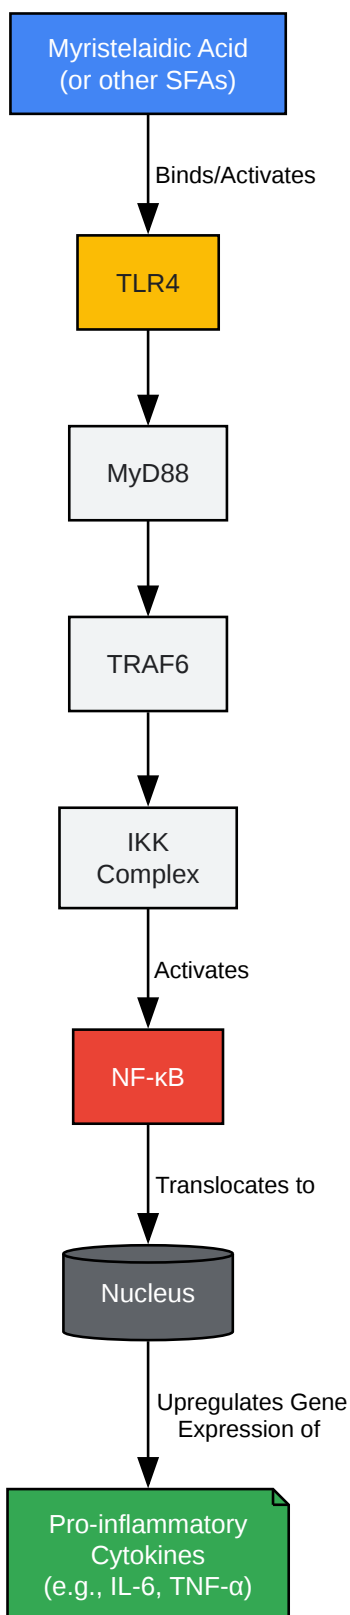 Myristelaidic Acid
(or other SFAs)
Binds/Activates
TLR4
MyD88
TRAF6
IKK
Complex
Activates
NF-κB
Translocates to
Nucleus
Upregulates Gene
Expression of
Pro-inflammatory
Cytokines
(e.g., IL-6, TNF-α)